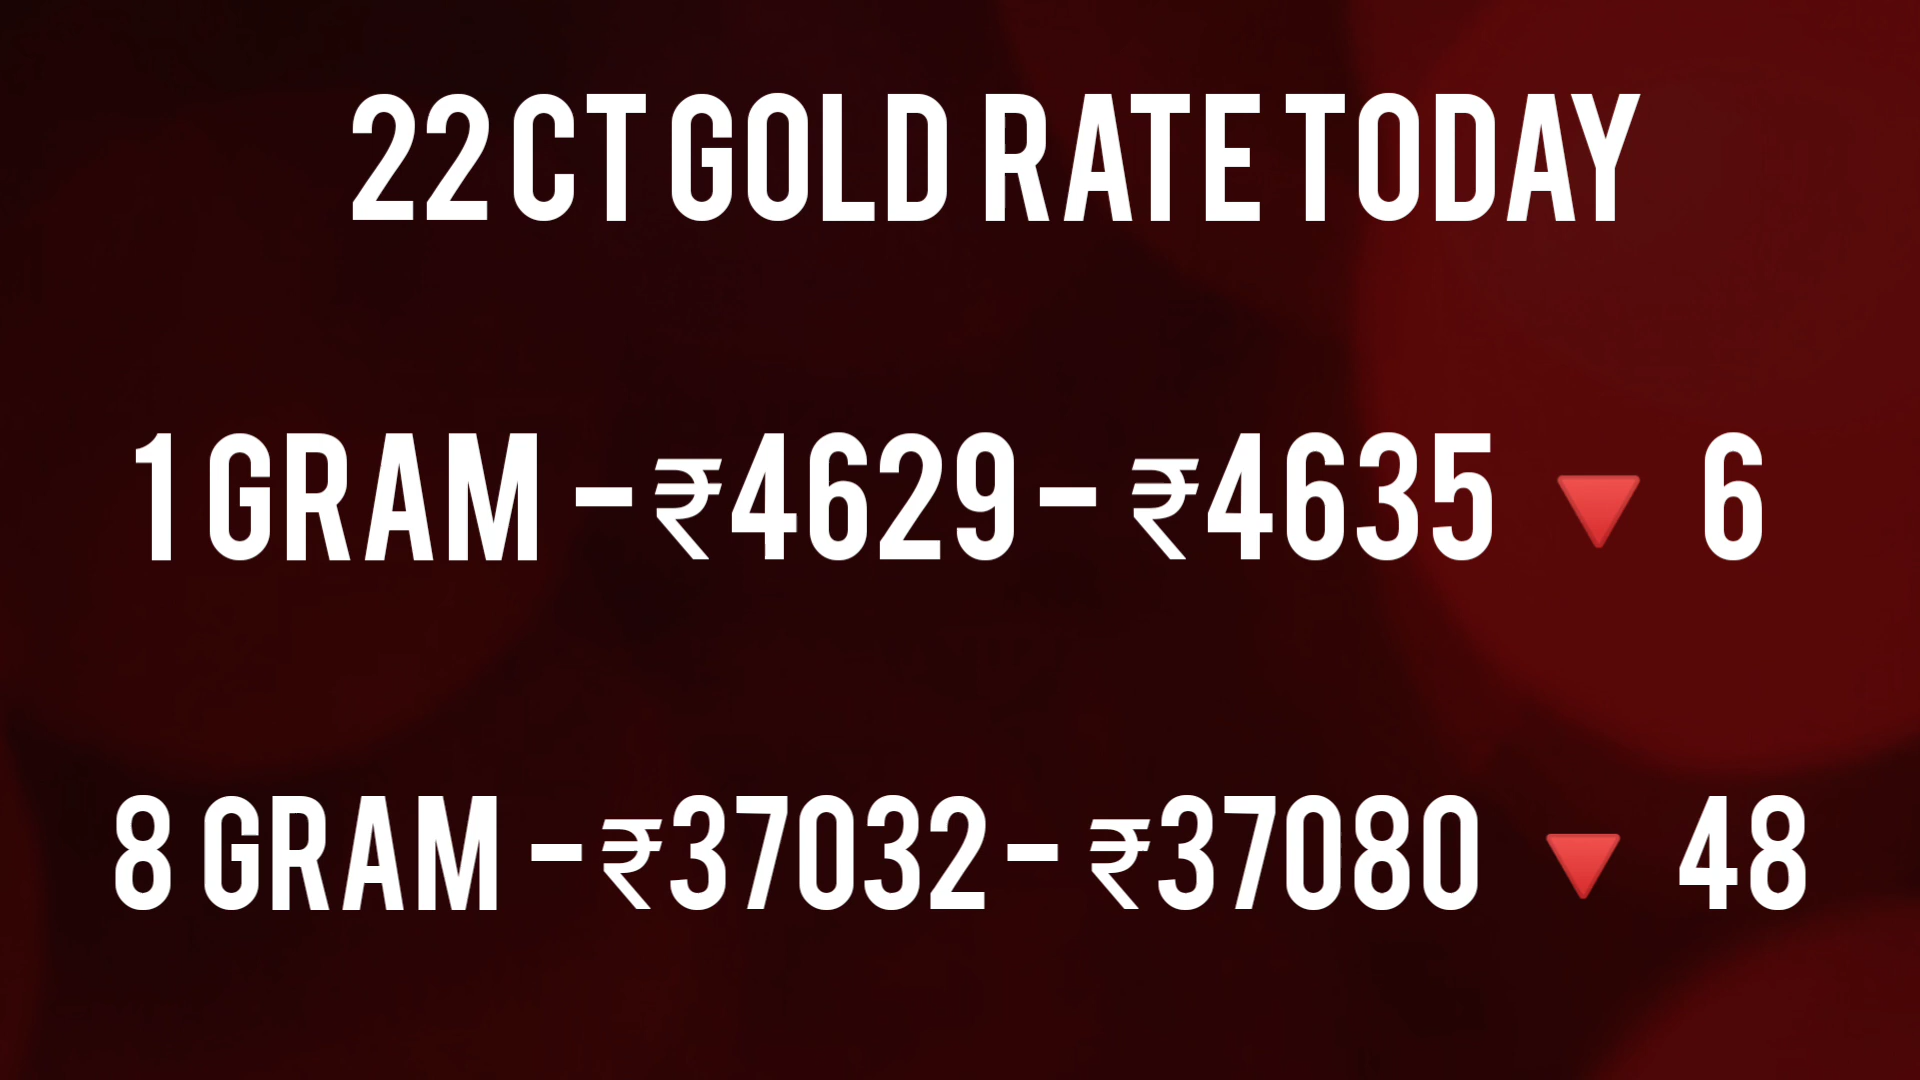 22 CT GOLD RATE TODAY
1 GRAM - ₹4629 - ₹4635 🔻 6
8 GRAM - ₹37032 - ₹37080 🔻 48